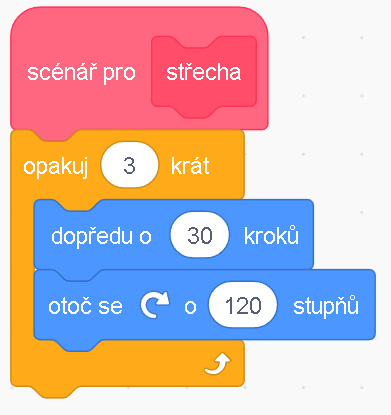 scénář pro střecha
opakuj 3 krát
dopředu o 30 kroků
otoč se o 120 stupňů